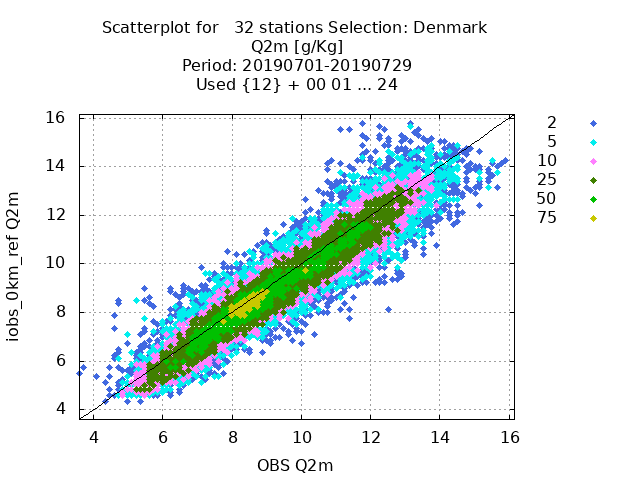 Scatterplot for   32 stations Selection: Denmark
Q2m [g/Kg]
Period: 20190701-20190729
Used {12} + 00 01 ... 24
16
14
12
10
8
6
4
iobs_0km_ref Q2m
4 6 8 10 12 14 16
OBS Q2m
2
5
10
25
50
75